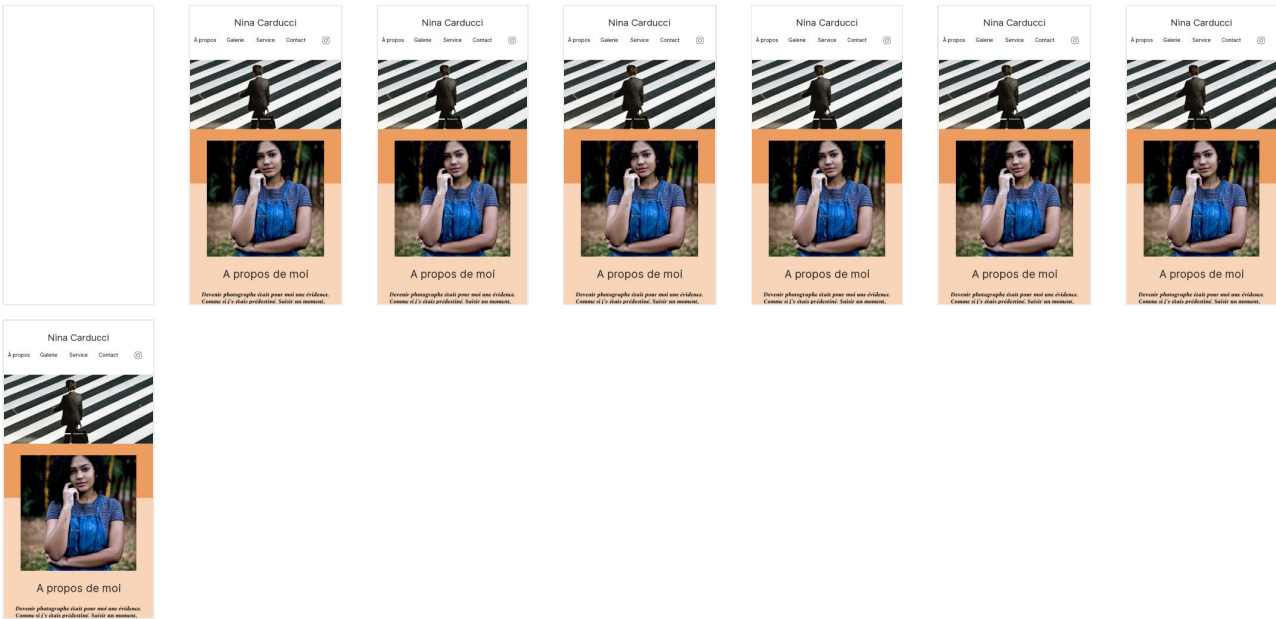 Nina Carducci
À propos Galerie Service Contact
A propos de moi
Devenir photographe était pour moi une évidence.
Comme si j'y étais prédestiné. Saisir un moment,
Nina Carducci
À propos Galerie Service Contact
A propos de moi
Devenir photographe était pour moi une évidence.
Comme si j'y étais prédestiné. Saisir un moment,
Nina Carducci
À propos Galerie Service Contact
A propos de moi
Devenir photographe était pour moi une évidence.
Comme si j'y étais prédestiné. Saisir un moment,
Nina Carducci
À propos Galerie Service Contact
A propos de moi
Devenir photographe était pour moi une évidence.
Comme si j'y étais prédestiné. Saisir un moment,
Nina Carducci
À propos Galerie Service Contact
A propos de moi
Devenir photographe était pour moi une évidence.
Comme si j'y étais prédestiné. Saisir un moment,
Nina Carducci
À propos Galerie Service Contact
A propos de moi
Devenir photographe était pour moi une évidence.
Comme si j'y étais prédestiné. Saisir un moment,
Nina Carducci
À propos Galerie Service Contact
A propos de moi
Devenir photographe était pour moi une évidence.
Comme si j'y étais prédestiné. Saisir un moment,